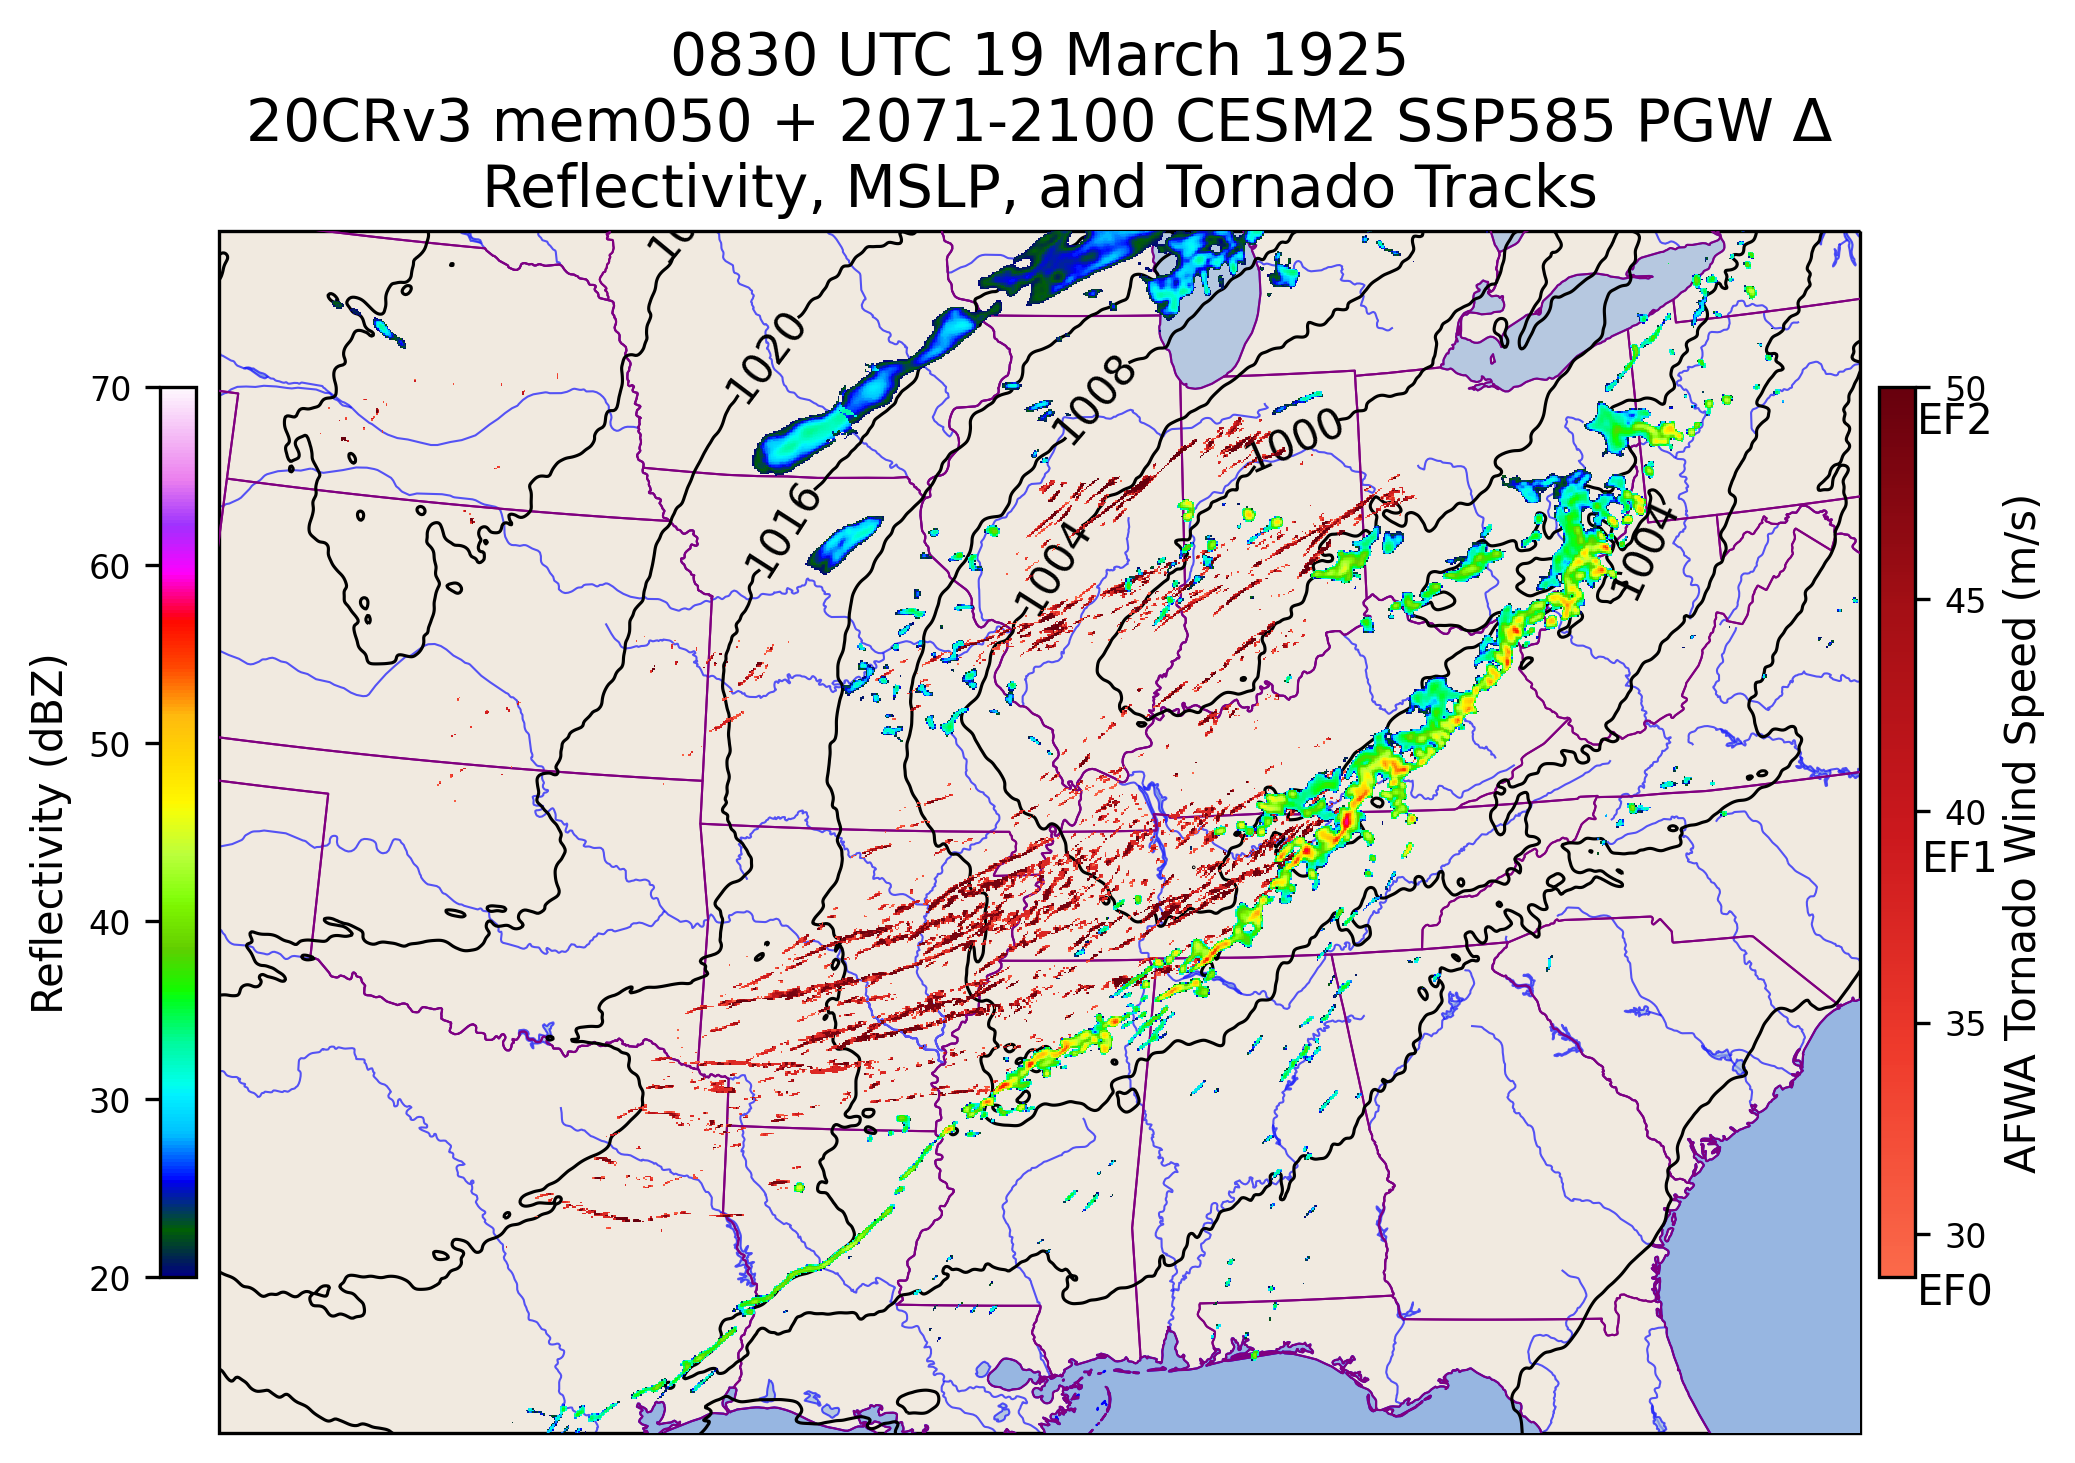 0830 UTC 19 March 1925
20CRv3 mem050 + 2071-2100 CESM2 SSP585 PGW Δ
Reflectivity, MSLP, and Tornado Tracks
Reflectivity (dBZ)
70
60
50
40
30
20
1020
1008
1000
1016
1004
1004
50
EF2
45
40
EF1
35
30
EF0
AFWA Tornado Wind Speed (m/s)